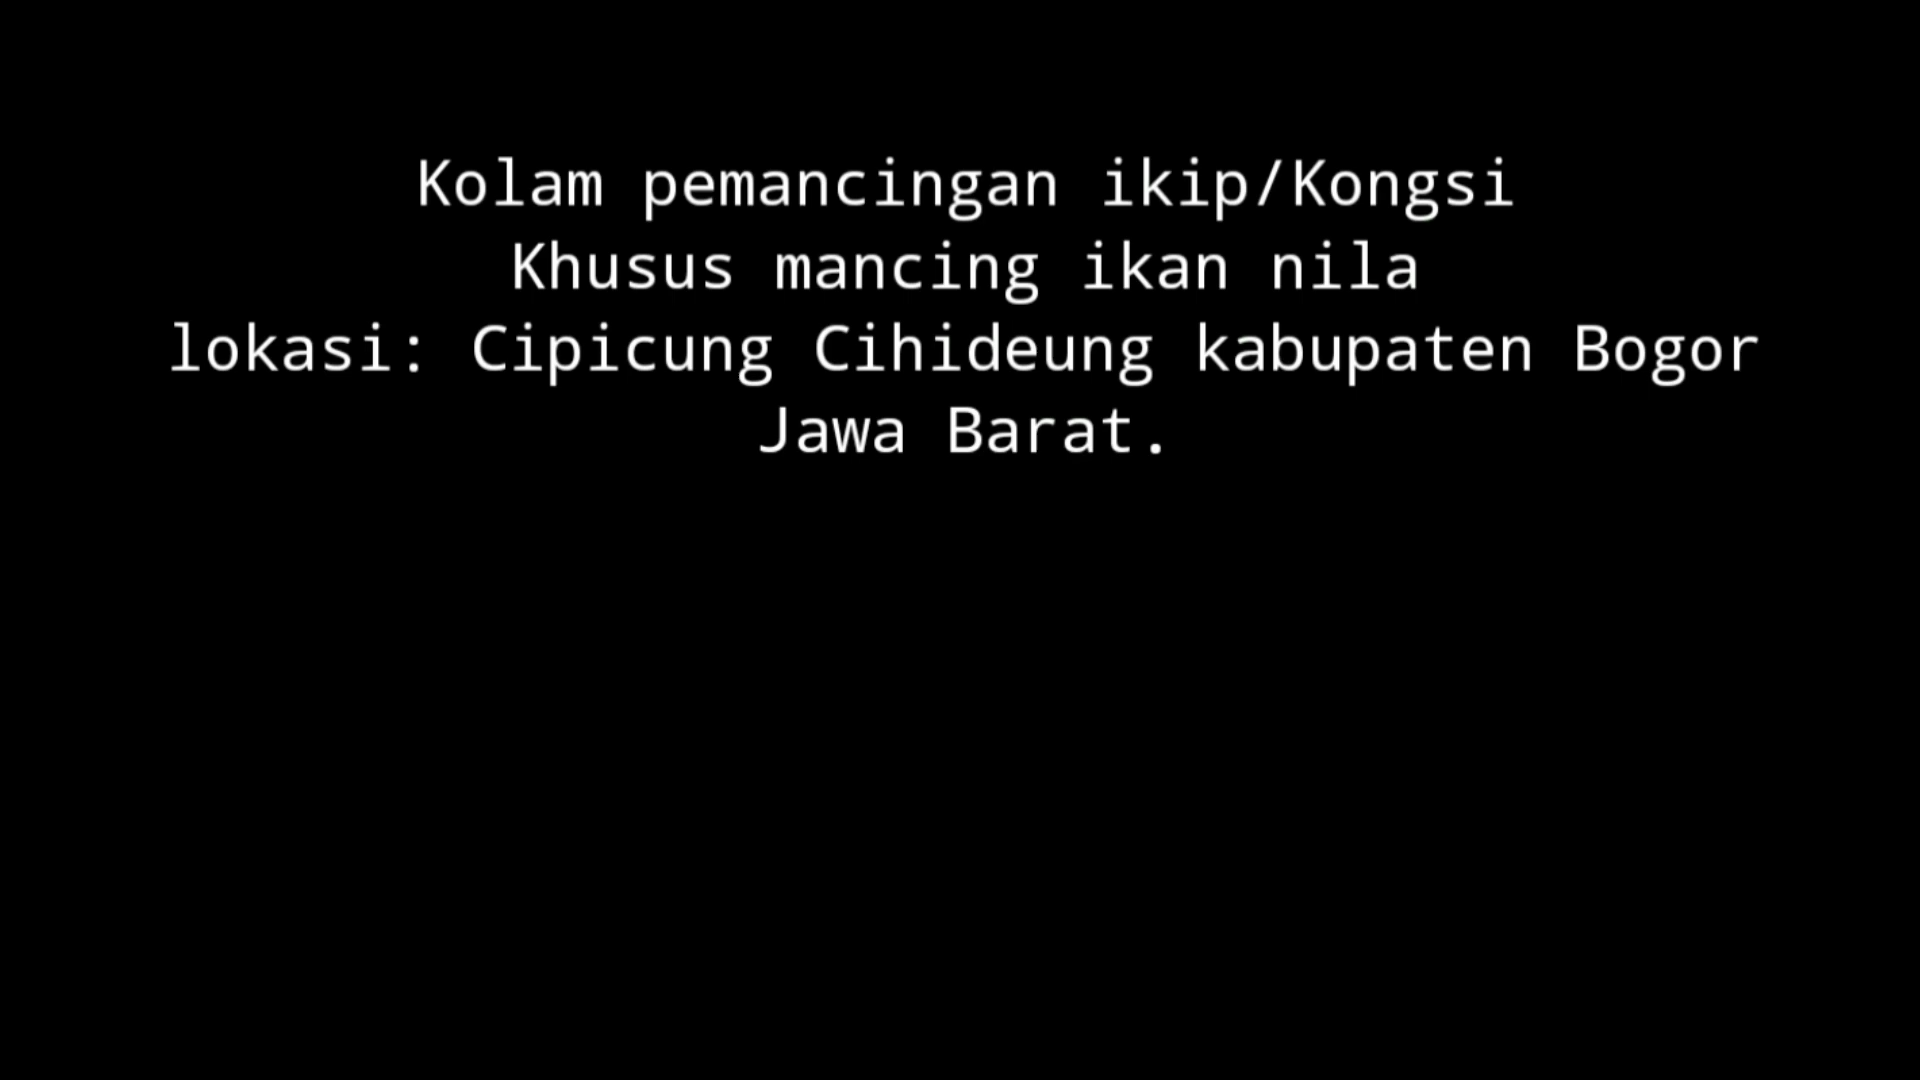 Kolam pemancingan ikip/Kongsi
Khusus mancing ikan nila
lokasi: Cipicung Cihideung kabupaten Bogor
Jawa Barat.